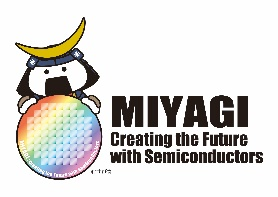 MIYAGI
Creating the Future
with Semiconductors